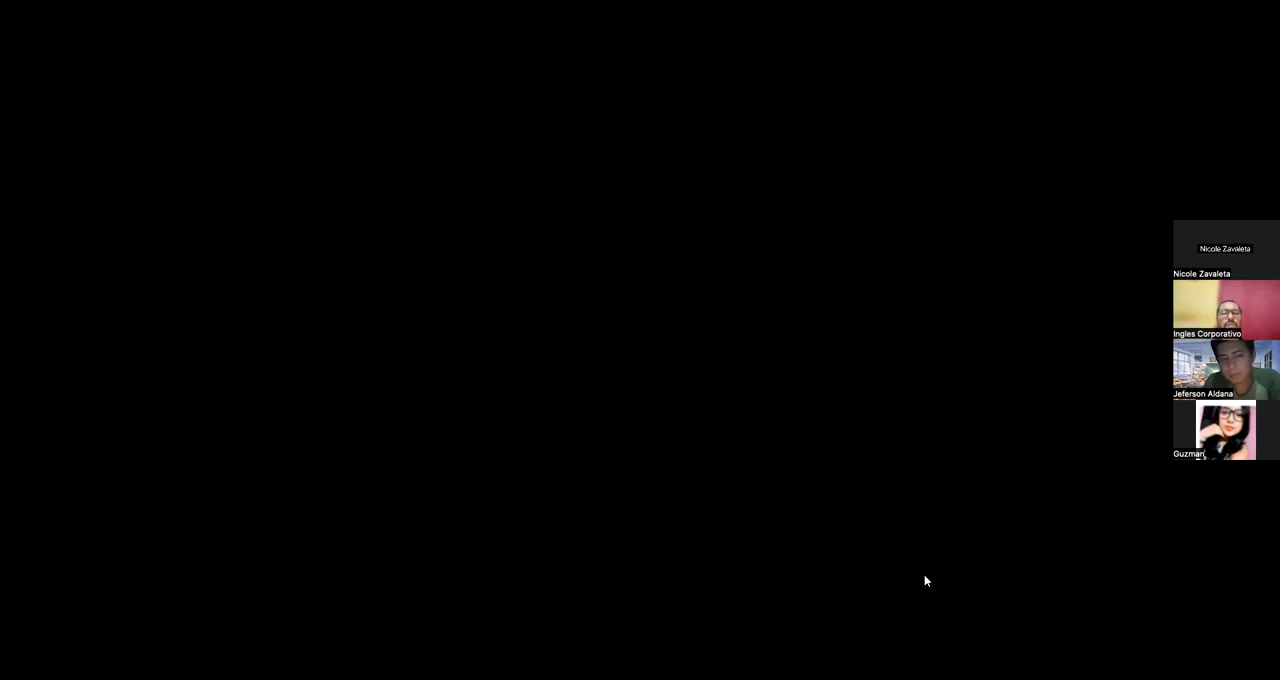 Nicole Zavaleta
Nicole Zavaleta
Ingles Corporativo
Jeferson Aldana
Guzman